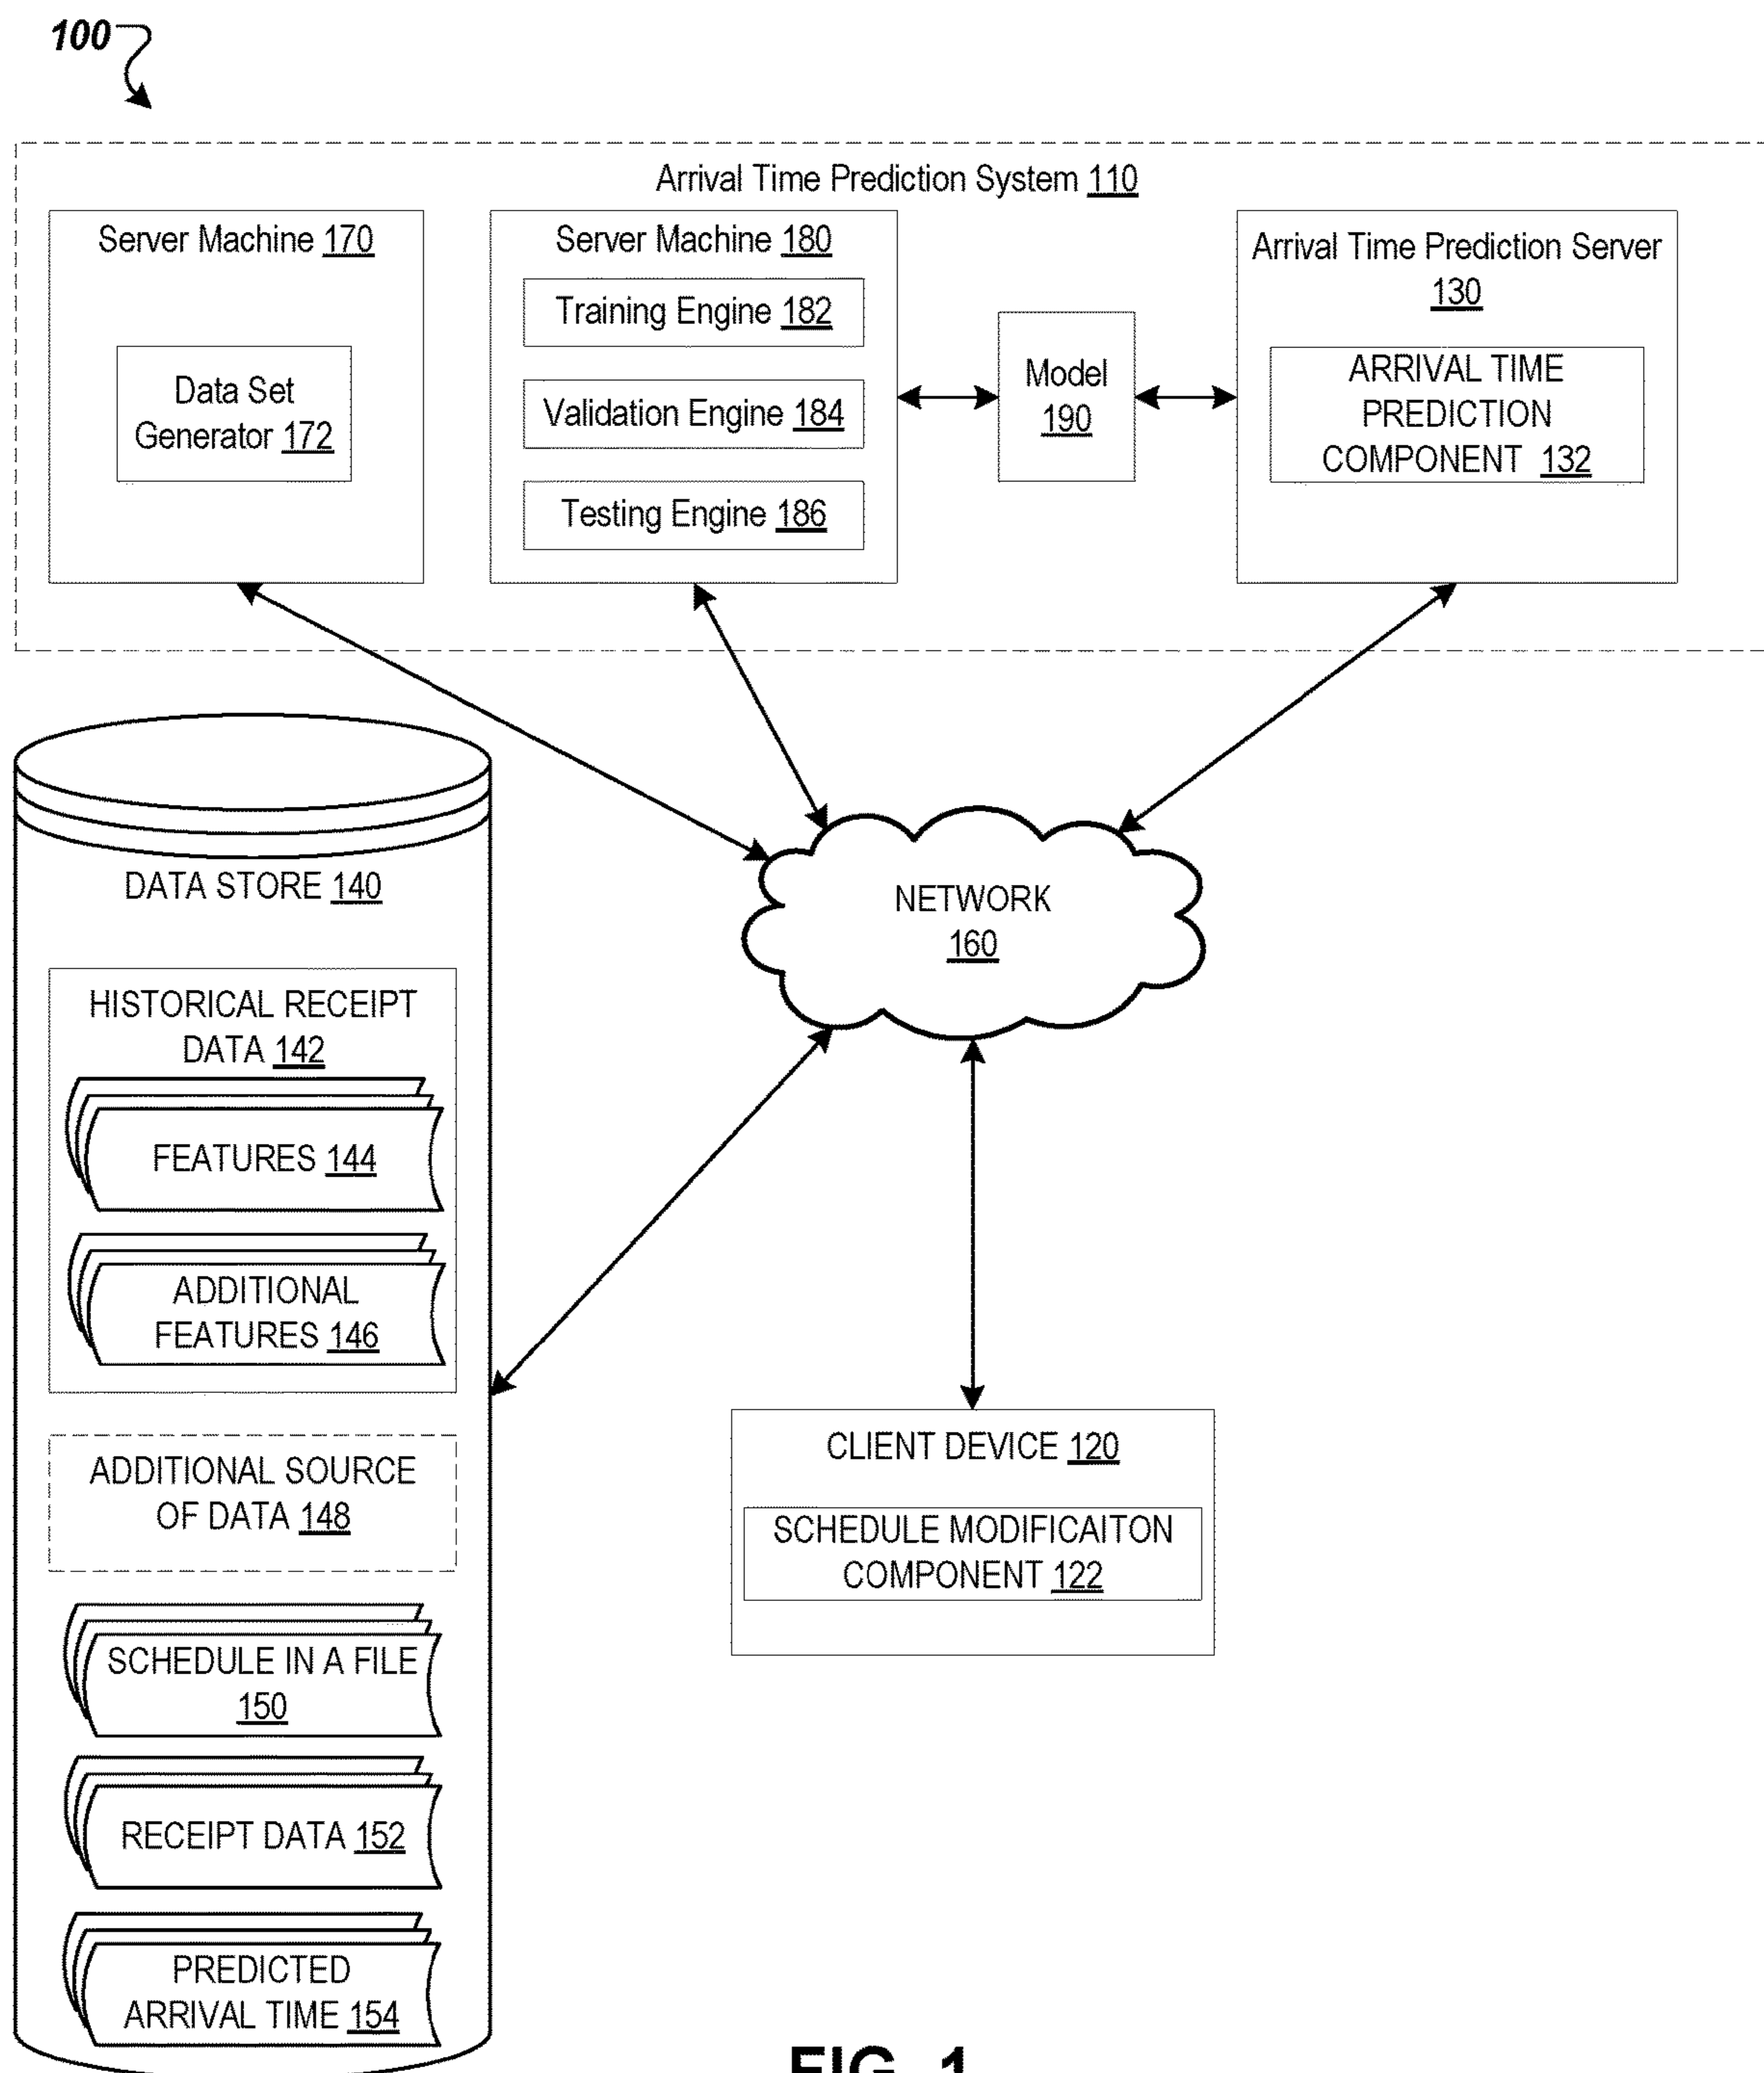 100
Arrival Time Prediction System 110
Server Machine 170
Data Set
Generator 172
Server Machine 180
Training Engine 182
Validation Engine 184
Testing Engine 186
Model
190
Arrival Time Prediction Server
130
ARRIVAL TIME
PREDICTION
COMPONENT 132
DATA STORE 140
HISTORICAL RECEIPT
DATA 142
FEATURES 144
ADDITIONAL
FEATURES 146
ADDITIONAL SOURCE
OF DATA 148
SCHEDULE IN A FILE
150
RECEIPT DATA 152
PREDICTED
ARRIVAL TIME 154
NETWORK
160
CLIENT DEVICE 120
SCHEDULE MODIFICAITON
COMPONENT 122
FIG. 1